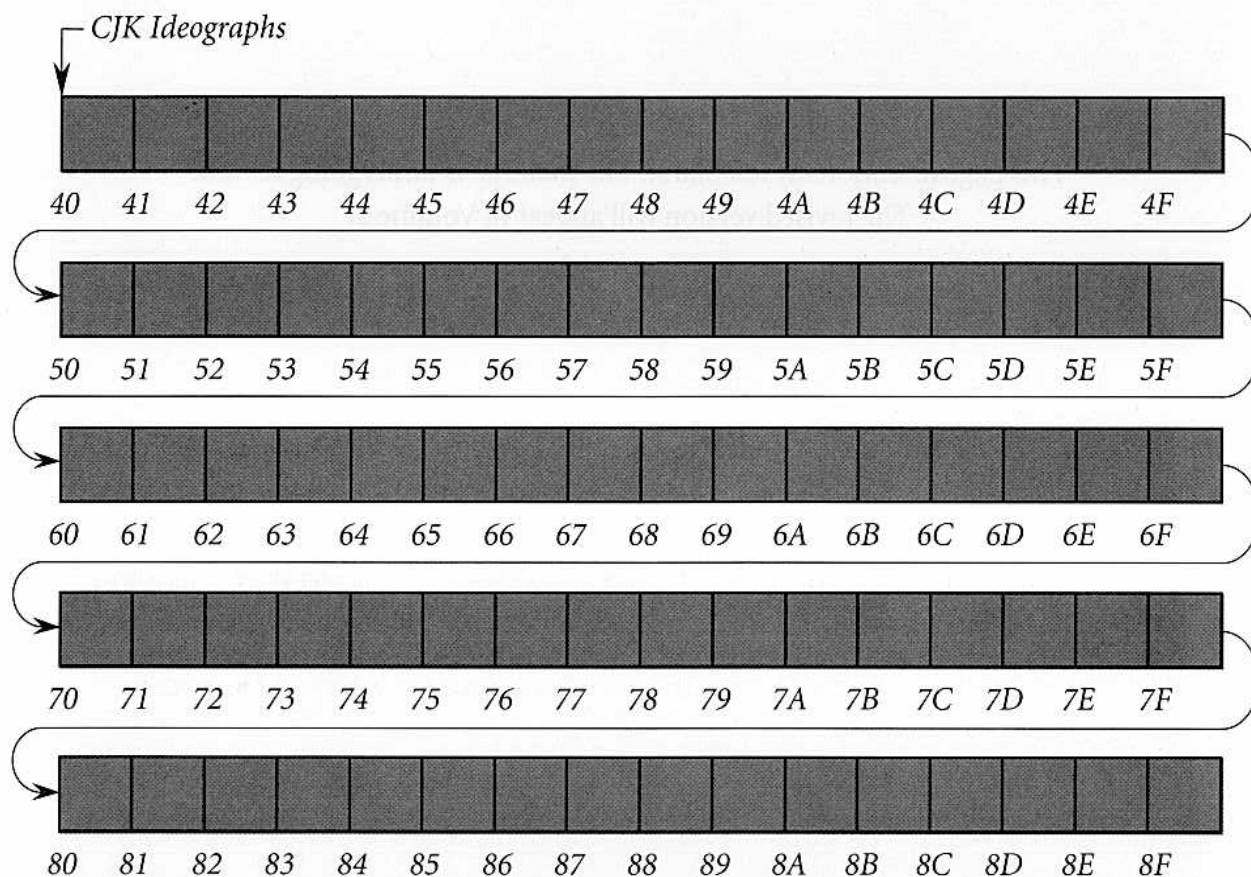 CJK Ideographs
40 41 42 43 44 45 46 47 48 49 4A 4B 4C 4D 4E 4F
50 51 52 53 54 55 56 57 58 59 5A 5B 5C 5D 5E 5F
60 61 62 63 64 65 66 67 68 69 6A 6B 6C 6D 6E 6F
70 71 72 73 74 75 76 77 78 79 7A 7B 7C 7D 7E 7F
80 81 82 83 84 85 86 87 88 89 8A 8B 8C 8D 8E 8F